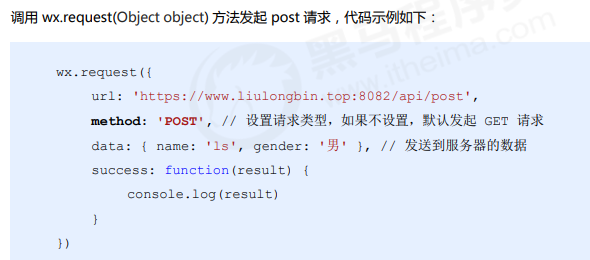 调用 wx.request(Object object) 方法发起 post 请求，代码示例如下：
wx.request({
url: 'https://www.liulongbin.top:8082/api/post',
method: 'POST', // 设置请求类型，如果不设置，默认发起 GET 请求
data: { name: 'ls', gender: '男' }, // 发送到服务器的数据
success: function(result) {
console.log(result)
}
})
黑马程序员
www.itheima.com